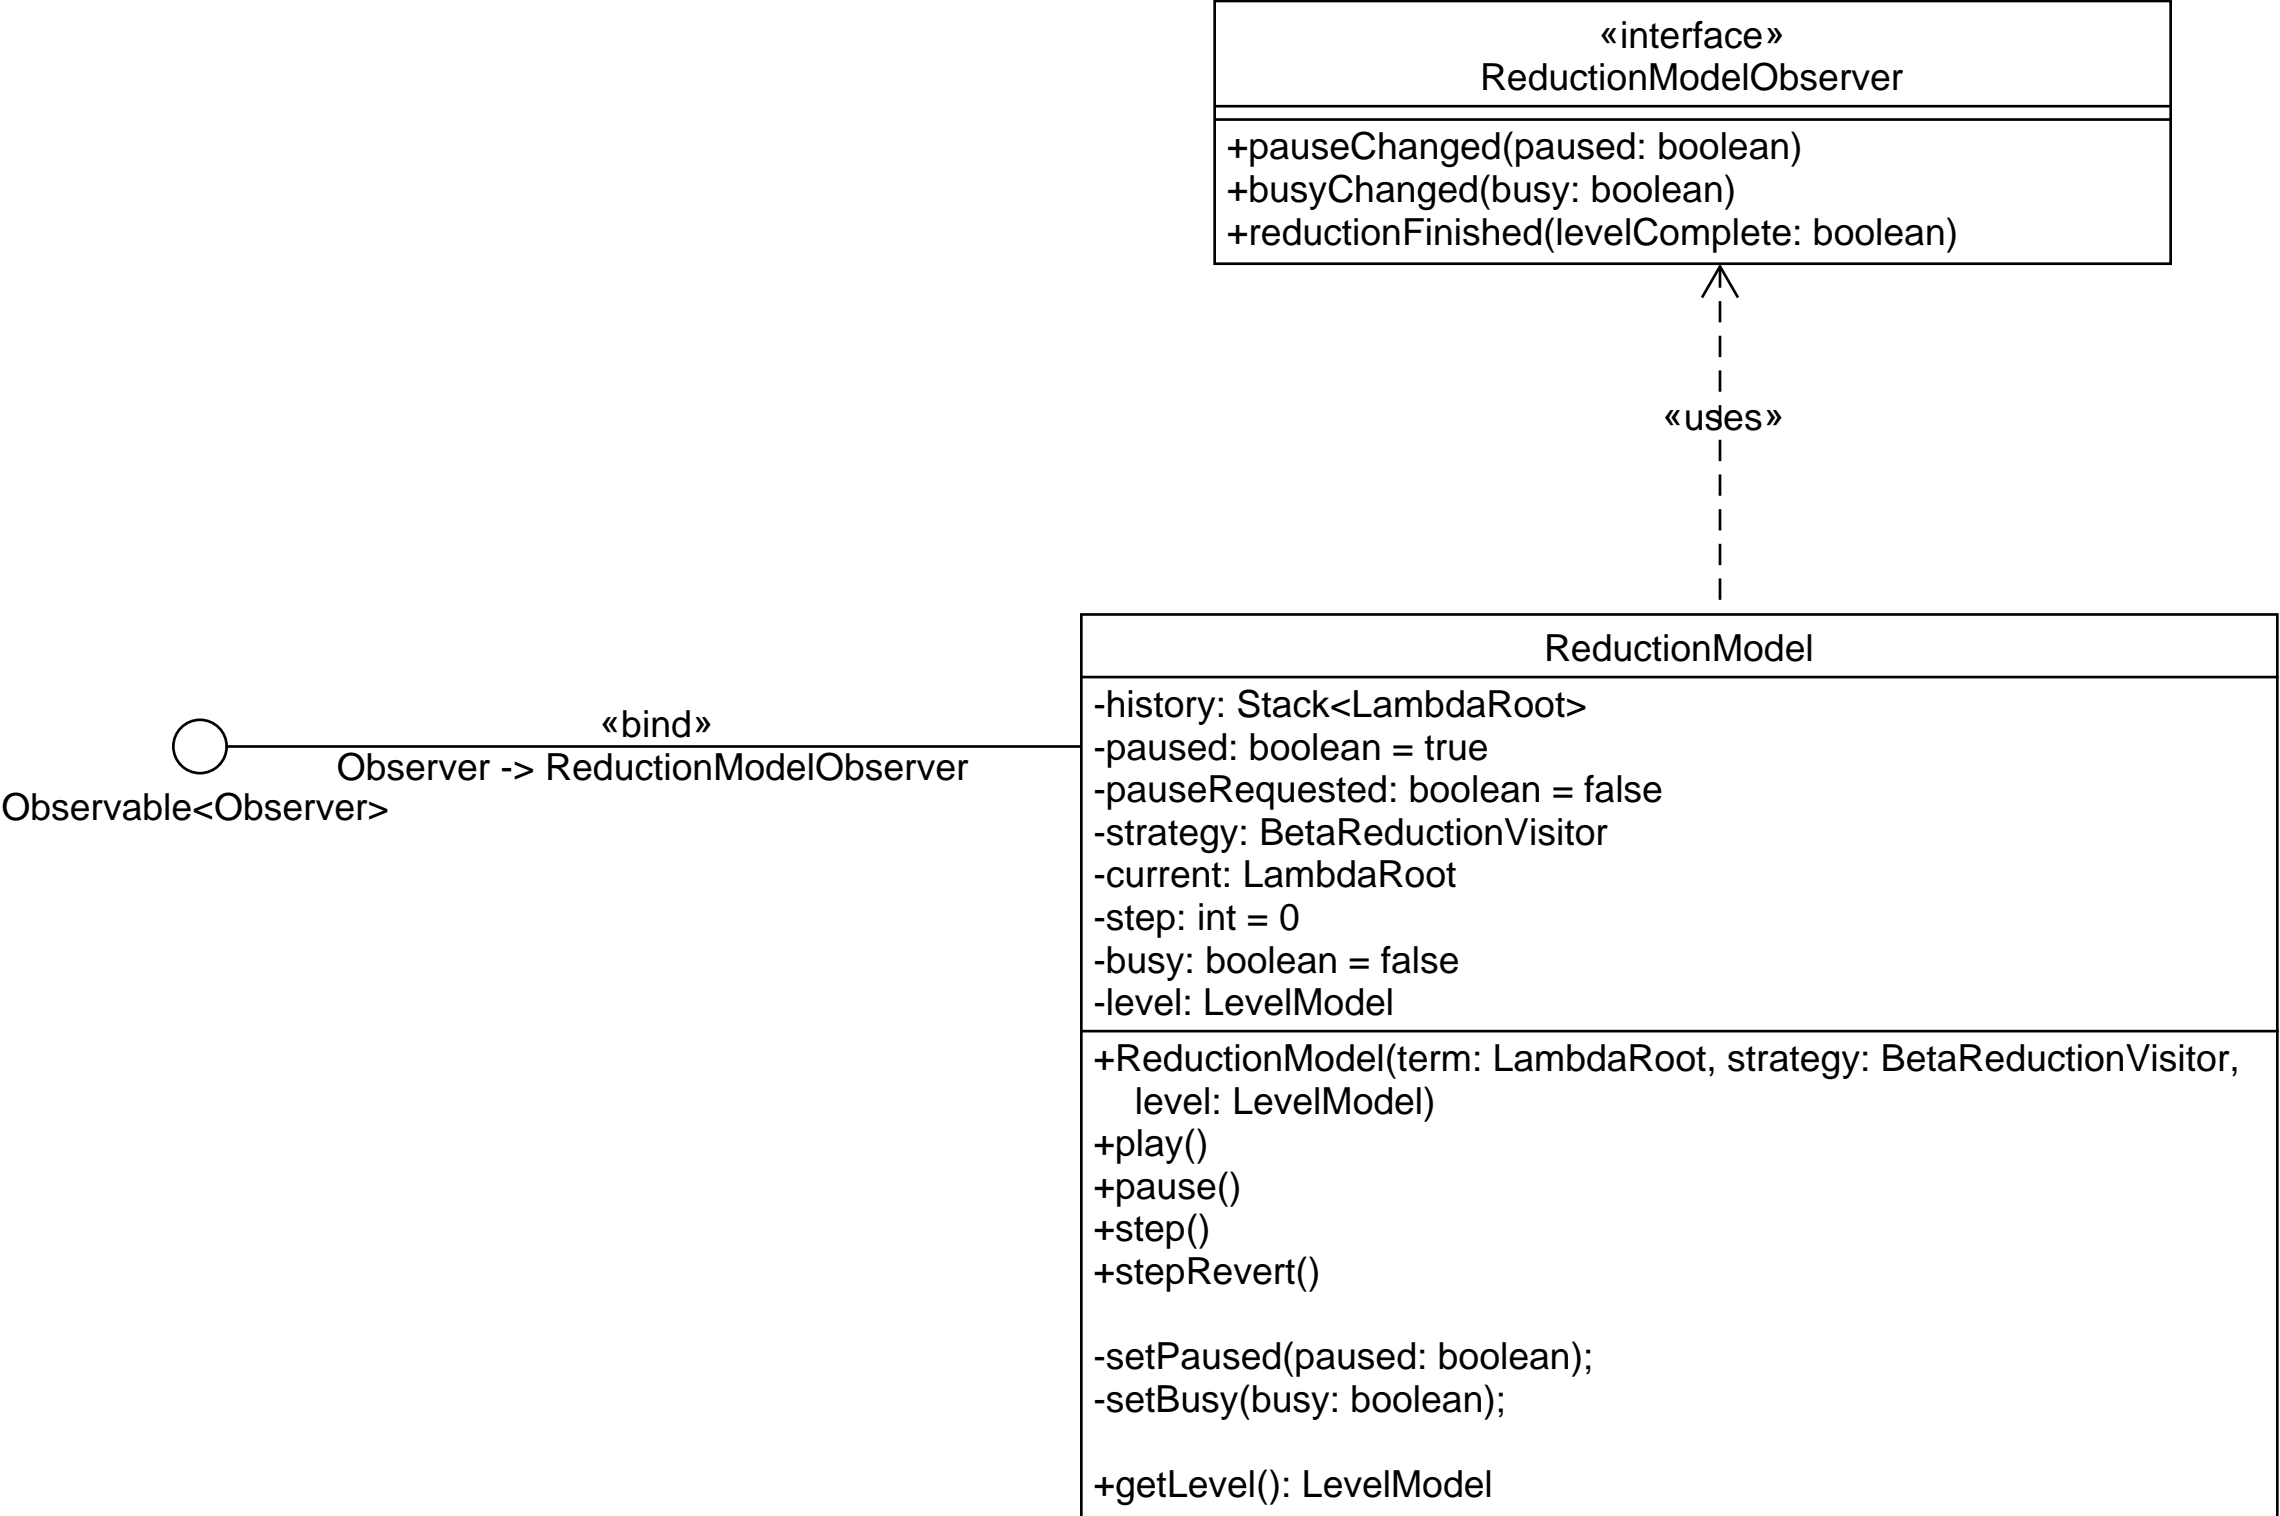 «interface»
ReductionModelObserver
+pauseChanged(paused: boolean)
+busyChanged(busy: boolean)
+reductionFinished(levelComplete: boolean)
«uses»
ReductionModel
-history: Stack<LambdaRoot>
-paused: boolean = true
-pauseRequested: boolean = false
-strategy: BetaReductionVisitor
-current: LambdaRoot
-step: int = 0
-busy: boolean = false
-level: LevelModel
«bind»
Observer -> ReductionModelObserver
Observable<Observer>
+ReductionModel(term: LambdaRoot, strategy: BetaReductionVisitor,
level: LevelModel)
+play()
+pause()
+step()
+stepRevert()
-setPaused(paused: boolean);
-setBusy(busy: boolean);
+getLevel(): LevelModel